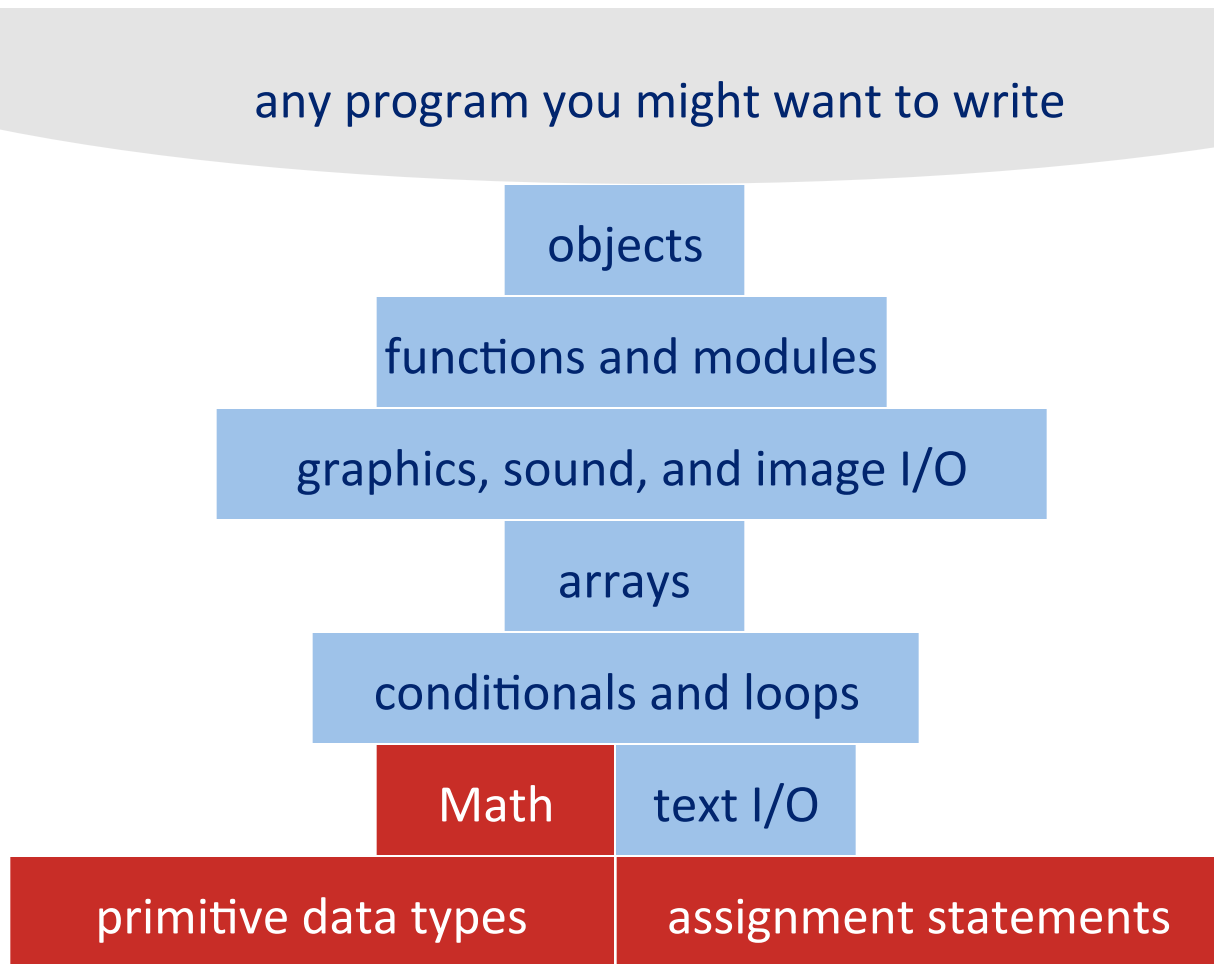 any program you might want to write
objects
functions and modules
graphics, sound, and image I/O
arrays
conditionals and loops
Math text I/O
primitive data types assignment statements